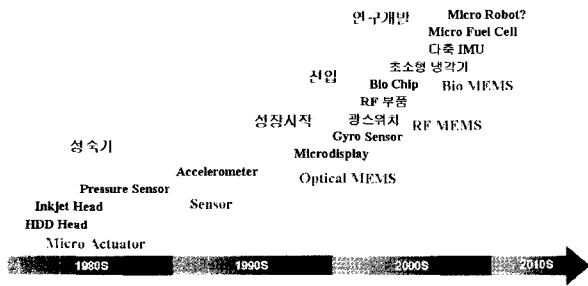 연구개발 Micro Robot?
Micro Fuel Cell
다축 IMU
초소형 냉각기
진입 Bio Chip Bio MEMS
RF 부품
성장시작 광스위치 RF MEMS
Gyro Sensor
성숙기 Microdisplay
Accelerometer Optical MEMS
Pressure Sensor
Inkjet Head Sensor
HDD Head
Micro Actuator
1980S 1990S 2000S 2010S